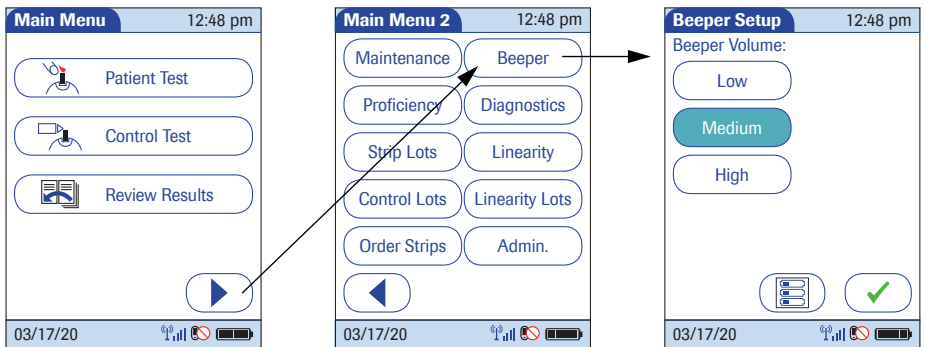 Main Menu 12:48 pm
Patient Test
Control Test
Review Results
03/17/20
Main Menu 2 12:48 pm
Maintenance Beeper
Proficiency Diagnostics
Strip Lots Linearity
Control Lots Linearity Lots
Order Strips Admin.
03/17/20
Beeper Setup 12:48 pm
Beeper Volume:
Low
Medium
High
03/17/20